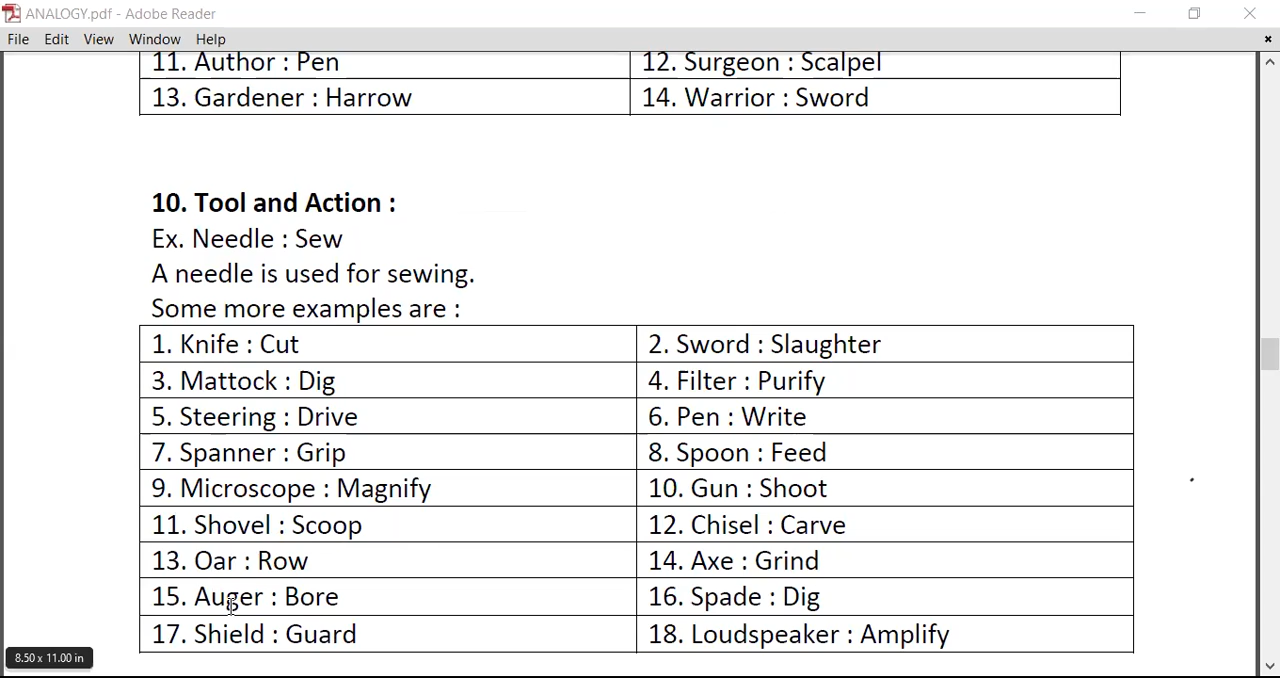 ANALOGY.pdf - Adobe Reader
File Edit View Window Help
11. Author : Pen 12. Surgeon : Scalpel
13. Gardener : Harrow 14. Warrior : Sword
10. Tool and Action :
Ex. Needle : Sew
A needle is used for sewing.
Some more examples are :
1. Knife : Cut 2. Sword : Slaughter
3. Mattock : Dig 4. Filter : Purify
5. Steering : Drive 6. Pen : Write
7. Spanner : Grip 8. Spoon : Feed
9. Microscope : Magnify 10. Gun : Shoot
11. Shovel : Scoop 12. Chisel : Carve
13. Oar : Row 14. Axe : Grind
15. Auger : Bore 16. Spade : Dig
17. Shield : Guard 18. Loudspeaker : Amplify
8.50 x 11.00 in